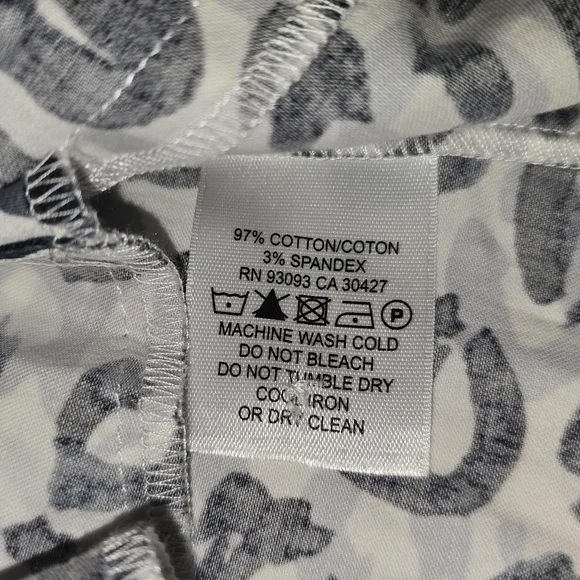 97% COTTON/COTON
3% SPANDEX
RN 93093 CA 30427
P
MACHINE WASH COLD
DO NOT BLEACH
DO NOT TUMBLE DRY
COOL IRON
OR DRY CLEAN